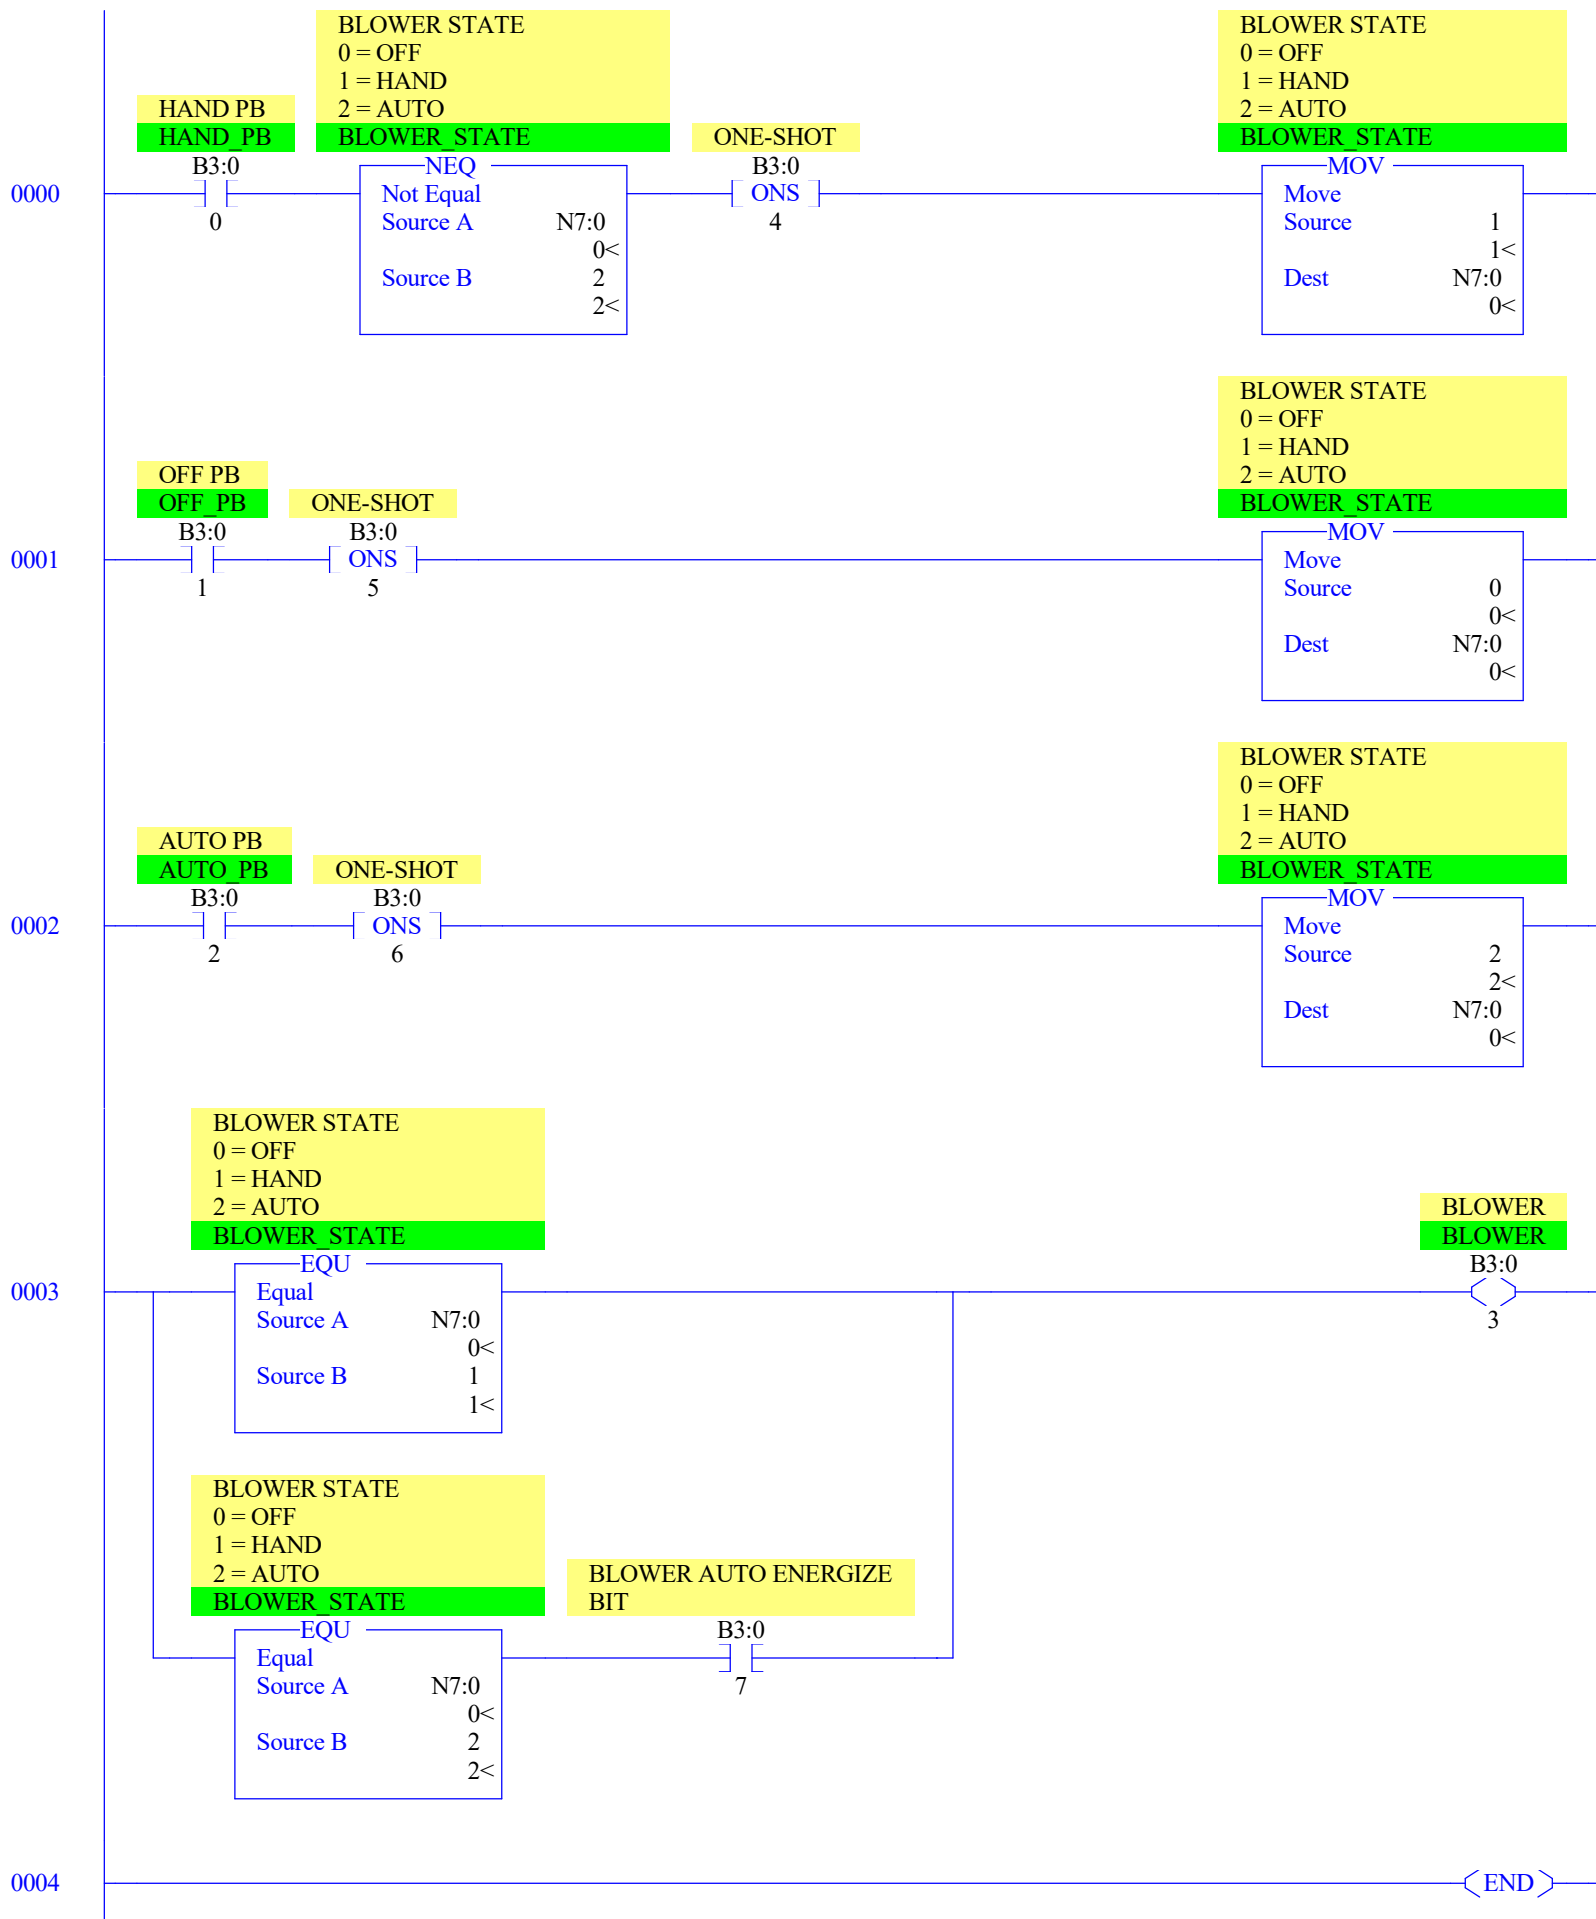 BLOWER STATE
0 = OFF
1 = HAND
2 = AUTO
BLOWER_STATE
BLOWER STATE
0 = OFF
1 = HAND
2 = AUTO
BLOWER_STATE
HAND PB
HAND_PB
B3:0
0
ONE-SHOT
B3:0
ONS
4
0000
NEQ
Not Equal
Source A N7:0
0<
Source B 2
2<
MOV
Move
Source 1
1<
Dest N7:0
0<
BLOWER STATE
0 = OFF
1 = HAND
2 = AUTO
BLOWER_STATE
OFF PB
OFF_PB
B3:0
1
ONE-SHOT
B3:0
ONS
5
0001
MOV
Move
Source 0
0<
Dest N7:0
0<
BLOWER STATE
0 = OFF
1 = HAND
2 = AUTO
BLOWER_STATE
AUTO PB
AUTO_PB
B3:0
2
ONE-SHOT
B3:0
ONS
6
0002
MOV
Move
Source 2
2<
Dest N7:0
0<
BLOWER STATE
0 = OFF
1 = HAND
2 = AUTO
BLOWER_STATE
0003
EQU
Equal
Source A N7:0
0<
Source B 1
1<
BLOWER
BLOWER
B3:0
3
BLOWER STATE
0 = OFF
1 = HAND
2 = AUTO
BLOWER_STATE
EQU
Equal
Source A N7:0
0<
Source B 2
2<
BLOWER AUTO ENERGIZE
BIT
B3:0
7
0004
END